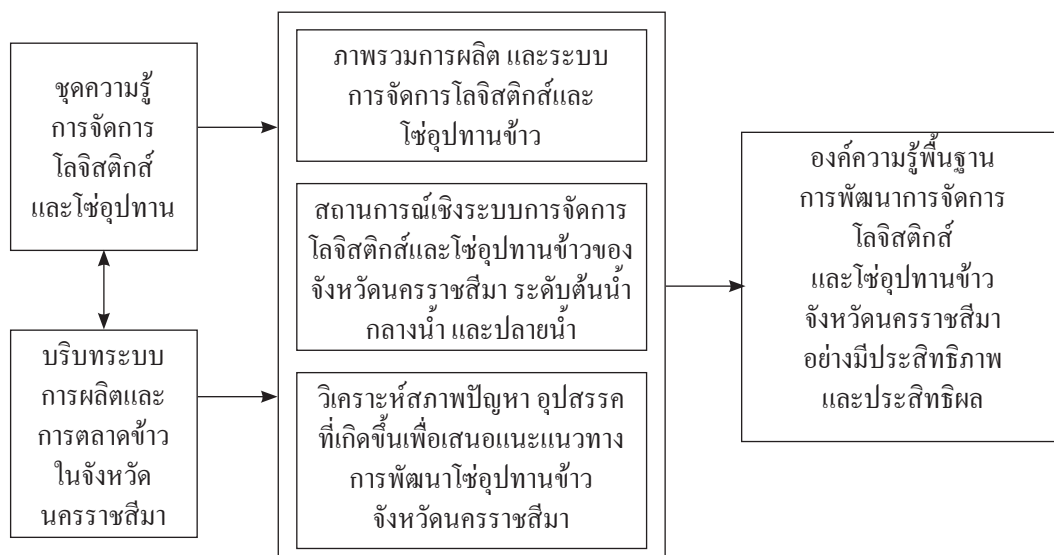 ชุดความรู้
การจัดการ
โลจิสติกส์
และโซ่อุปทาน
บริบทระบบ
การผลิตและ
การตลาดข้าว
ในจังหวัด
นครราชสีมา
ภาพรวมการผลิต และระบบ
การจัดการโลจิสติกส์และ
โซ่อุปทานข้าว
สถานการณ์เชิงระบบการจัดการ
โลจิสติกส์และโซ่อุปทานข้าวของ
จังหวัดนครราชสีมา ระดับต้นน้ำ
กลางน้ำ และปลายน้ำ
วิเคราะห์สภาพปัญหา อุปสรรค
ที่เกิดขึ้นเพื่อเสนอแนะแนวทาง
การพัฒนาโซ่อุปทานข้าว
จังหวัดนครราชสีมา
องค์ความรู้พื้นฐาน
การพัฒนาการจัดการ
โลจิสติกส์
และโซ่อุปทานข้าว
จังหวัดนครราชสีมา
อย่างมีประสิทธิภาพ
และประสิทธิผล